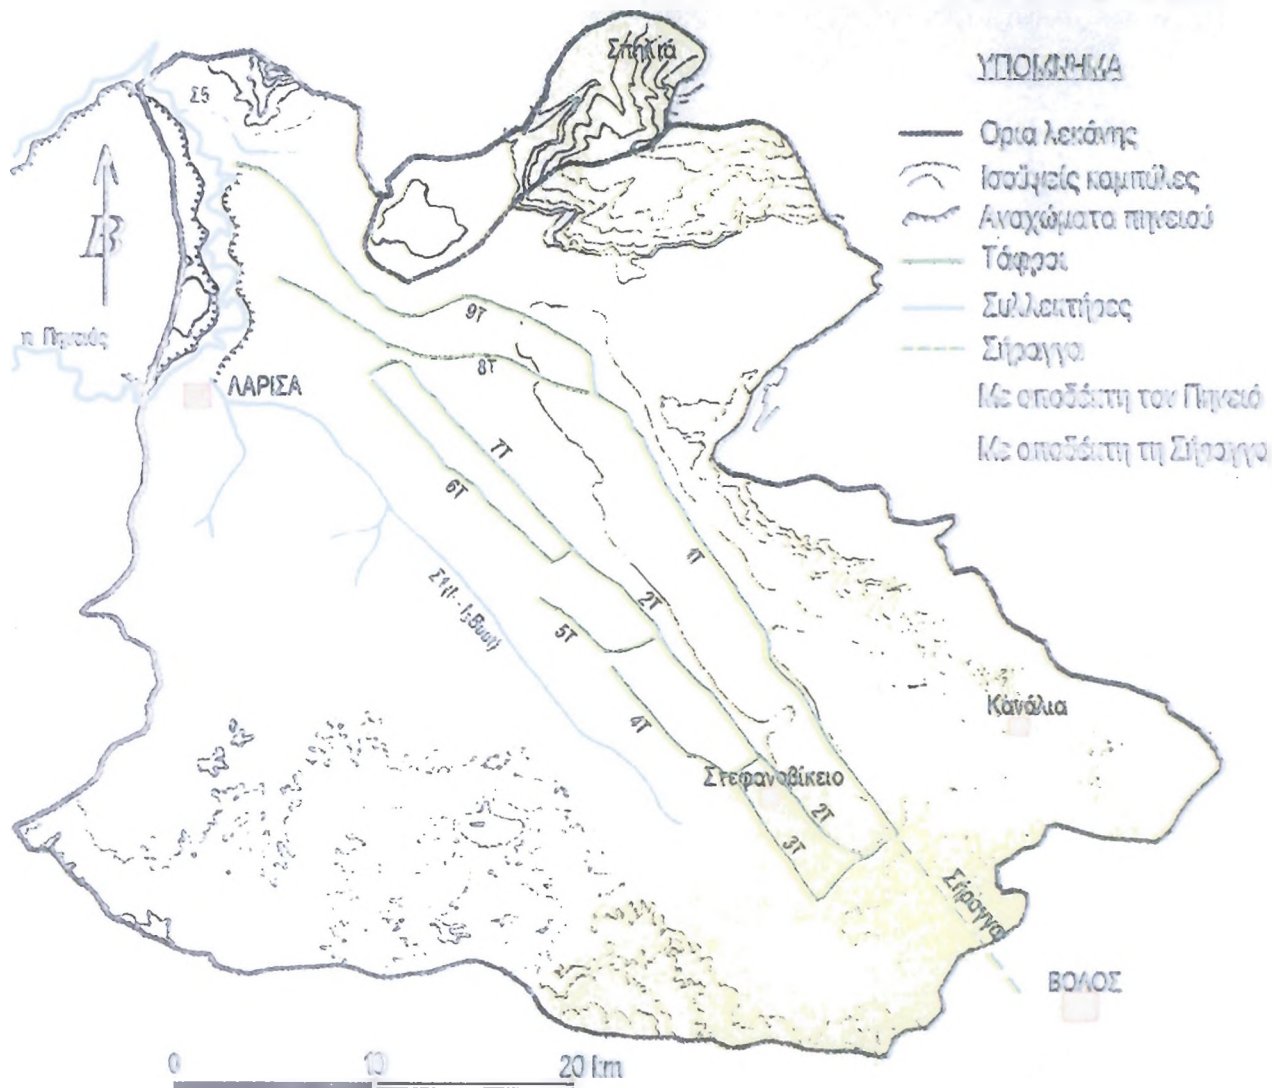 Σπηλιά
ΥΠΟΜΝΗΜΑ
Σ5
Όρια λεκάνης
Ισοϋψείς καμπύλες
Αναχώματα πηνειού
Τάφροι
Συλλεκτήρες
Σήραγγα
Με αποδέκτη τον Πηνειό
Με αποδέκτη τη Σήραγγα
Β
π. Πηνειός
ΛΑΡΙΣΑ
9Τ
8Τ
7Τ
6Τ
1Τ
2Τ
5Τ
4Τ
Κανάλια
Στεφανοβίκειο
2Τ
3Τ
Σήραγγα
ΒΟΛΟΣ
0 10 20 km